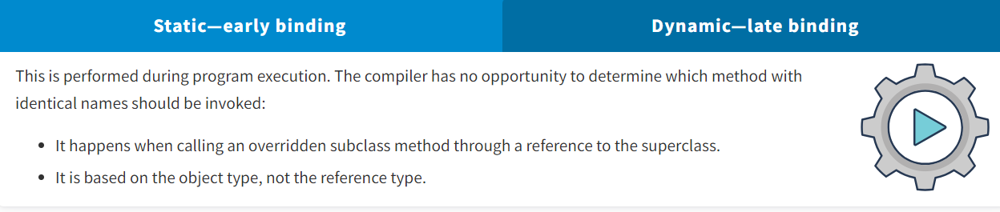 Static—early binding
Dynamic—late binding
This is performed during program execution. The compiler has no opportunity to determine which method with
identical names should be invoked:
• It happens when calling an overridden subclass method through a reference to the superclass.
• It is based on the object type, not the reference type.